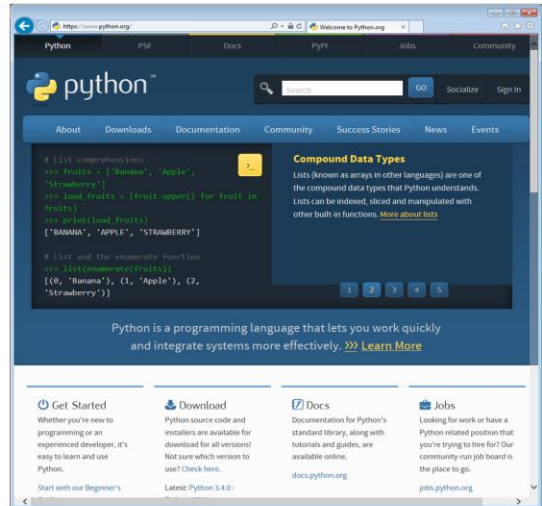 https://www.python.org/
Welcome to Python.org
Python PSF Docs PyPI Jobs Community
python™
Search GO Socialize Sign In
About Downloads Documentation Community Success Stories News Events
# List comprehensions
>>> fruits = ['Banana', 'Apple',
'Strawberry']
>>> loud_fruits = [fruit.upper() for fruit in
fruits]
>>> print(loud_fruits)
['BANANA', 'APPLE', 'STRAWBERRY']
# List and the enumerate function
>>> list(enumerate(fruits))
[(0, 'Banana'), (1, 'Apple'), (2,
'Strawberry')]
>_
Compound Data Types
Lists (known as arrays in other languages) are one of
the compound data types that Python understands.
Lists can be indexed, sliced and manipulated with
other built-in functions. More about lists
1 2 3 4 5
Python is a programming language that lets you work quickly
and integrate systems more effectively. >>> Learn More
Get Started
Whether you're new to
programming or an
experienced developer, it's
easy to learn and use
Python.
Start with our Beginner's
Download
Python source code and
installers are available for
download for all versions!
Not sure which version to
use? Check here.
Latest: Python 3.4.0 -
Docs
Documentation for Python's
standard library, along with
tutorials and guides, are
available online.
docs.python.org
Jobs
Looking for work or have a
Python related position that
you're trying to hire for? Our
community-run job board is
the place to go.
jobs.python.org